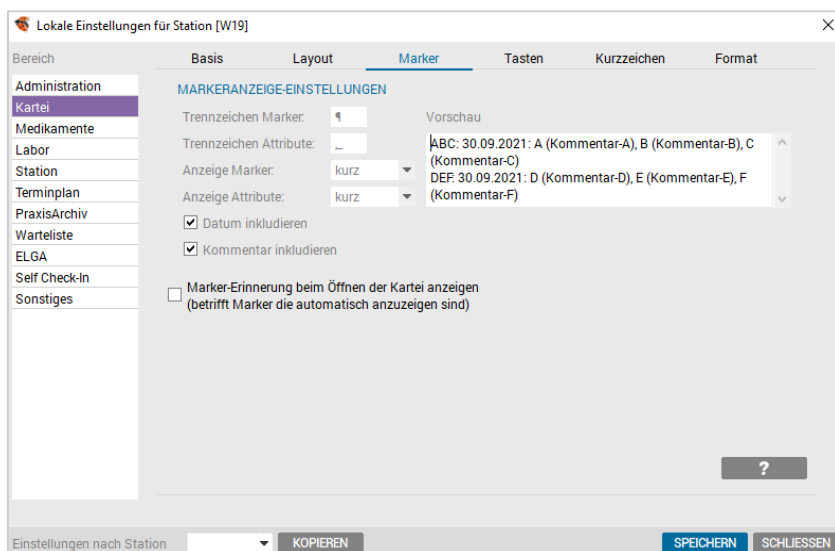 Lokale Einstellungen für Station [W19]
Bereich
Basis Layout Marker Tasten Kurzzeichen Format
Administration
Kartei
Medikamente
Labor
Station
Terminplan
PraxisArchiv
Warteliste
ELGA
Self Check-In
Sonstiges
MARKERANZEIGE-EINSTELLUNGEN
Trennzeichen Marker: ¶
Trennzeichen Attribute: _
Anzeige Marker: kurz
Anzeige Attribute: kurz
Datum inkludieren
Kommentar inkludieren
Vorschau
ABC: 30.09.2021: A (Kommentar-A), B (Kommentar-B), C
(Kommentar-C)
DEF: 30.09.2021: D (Kommentar-D), E (Kommentar-E), F
(Kommentar-F)
Marker-Erinnerung beim Öffnen der Kartei anzeigen
(betrifft Marker die automatisch anzuzeigen sind)
?
Einstellungen nach Station KOPIEREN SPEICHERN SCHLIESSEN